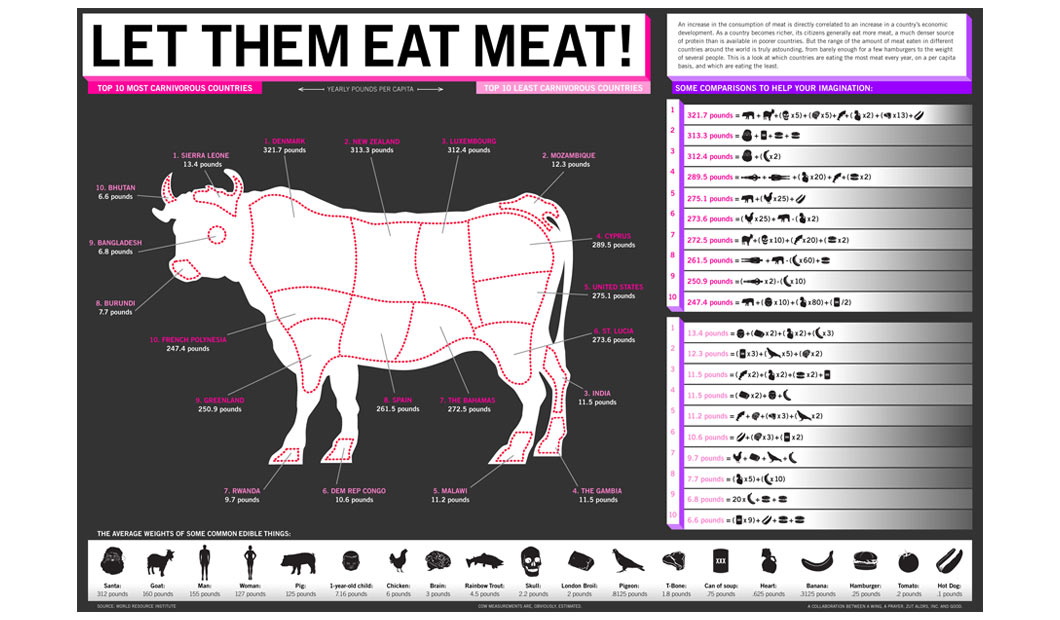 LET THEM EAT MEAT!
An increase in the consumption of meat is directly correlated to an increase in a country's economic
development. As a country becomes richer, its citizens generally eat more meat, a much denser source
of protein than is available in poorer countries. But the range of the amount of meat eaten in different
countries around the world is truly astounding, from barely enough for a few hamburgers to the weight
of several people. This is a look at which countries are eating the most meat every year, on a per capita
basis, and which are eating the least.
TOP 10 MOST CARNIVOROUS COUNTRIES
YEARLY POUNDS PER CAPITA
TOP 10 LEAST CARNIVOROUS COUNTRIES
1. DENMARK
321.7 pounds
2. NEW ZEALAND
313.3 pounds
3. LUXEMBOURG
312.4 pounds
1. SIERRA LEONE
13.4 pounds
2. MOZAMBIQUE
12.3 pounds
10. BHUTAN
6.6 pounds
9. BANGLADESH
6.8 pounds
4. CYPRUS
289.5 pounds
5. UNITED STATES
275.1 pounds
8. BURUNDI
7.7 pounds
10. FRENCH POLYNESIA
247.4 pounds
6. ST. LUCIA
273.6 pounds
9. GREENLAND
250.9 pounds
8. SPAIN
261.5 pounds
7. THE BAHAMAS
272.5 pounds
3. INDIA
11.5 pounds
7. RWANDA
9.7 pounds
6. DEM REP CONGO
10.6 pounds
5. MALAWI
11.2 pounds
4. THE GAMBIA
11.5 pounds
SOME COMPARISONS TO HELP YOUR IMAGINATION:
1 321.7 pounds = + +( x5)+( x5)+ +( x2)+( x13)+
2 313.3 pounds = + + +
3 312.4 pounds = +( x2)
4 289.5 pounds = + +( x20)+ +( x2)
5 275.1 pounds = +( x25)+
6 273.6 pounds =( x25)+ -( x2)
7 272.5 pounds = +( x10)+( x20)+( x2)
8 261.5 pounds = + -( x60)+
9 250.9 pounds =( x2)-( x10)
10 247.4 pounds = +( x10)+( x80)+( /2)
1 13.4 pounds = +( x2)+( x2)+( x3)
2 12.3 pounds =( x3)+( x5)+( x2)
3 11.5 pounds =( x2)+( x2)+( x2)+
4 11.5 pounds =( x2)+ +
5 11.2 pounds = + +( x3)+( x2)
6 10.6 pounds = +( x3)+( x2)
7 9.7 pounds = + + +
8 7.7 pounds =( x5)+( x10)
9 6.8 pounds = 20x + +
10 6.6 pounds =( x9)+ + +
THE AVERAGE WEIGHTS OF SOME COMMON EDIBLE THINGS:
XXX
Santa: Goat: Man: Woman: Pig: 1-year-old child: Chicken: Brain: Rainbow Trout: Skull: London Broil: Pigeon: T-Bone: Can of soup: Heart: Banana: Hamburger: Tomato: Hot Dog:
312 pounds 160 pounds 155 pounds 127 pounds 125 pounds 7.16 pounds 6 pounds 3 pounds 4.5 pounds 2.2 pounds 2 pounds .8125 pounds 1.8 pounds .75 pounds .625 pounds .3125 pounds .25 pounds .2 pounds .1 pounds
SOURCE: WORLD RESOURCE INSTITUTE
COW MEASUREMENTS ARE, OBVIOUSLY, ESTIMATES.
A COLLABORATION BETWEEN A WING, A PRAYER, ZUT ALORS, INC. AND GOOD.